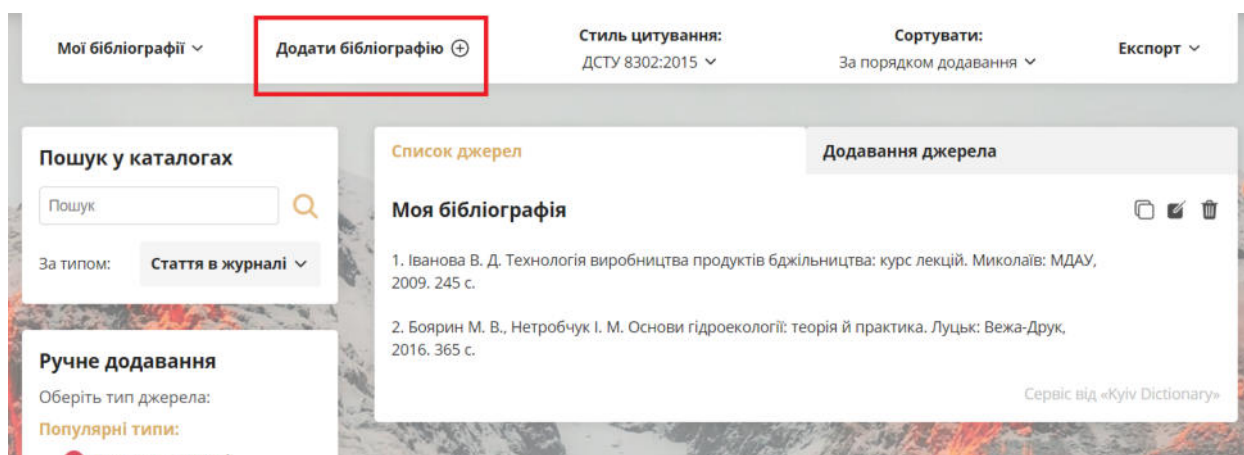 Мої бібліографії
Додати бібліографію
Стиль цитування:
ДСТУ 8302:2015
Сортувати:
За порядком додавання
Експорт
Пошук у каталогах
Пошук
За типом:
Стаття в журналі
Ручне додавання
Оберіть тип джерела:
Популярні типи:
Список джерел
Додавання джерела
Моя бібліографія
1. Іванова В. Д. Технологія виробництва продуктів бджільництва: курс лекцій. Миколаїв: МДАУ,
2009. 245 с.
2. Боярин М. В., Нетробчук І. М. Основи гідроекології: теорія й практика. Луцьк: Вежа-Друк,
2016. 365 с.
Сервіс від «Kyiv Dictionary»